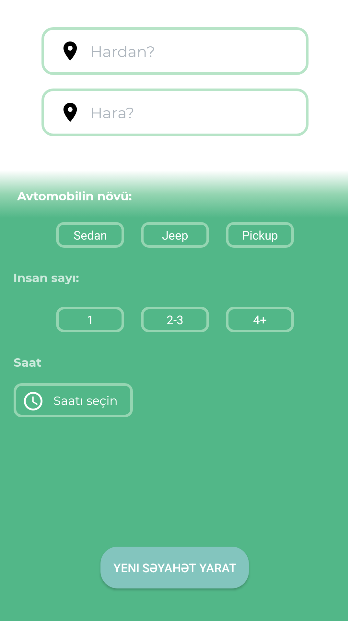 Hardan?
Hara?
Avtomobilin növü:
Sedan
Jeep
Pickup
Insan sayı:
1
2-3
4+
Saat
Saatı seçin
YENI SƏYAHƏT YARAT